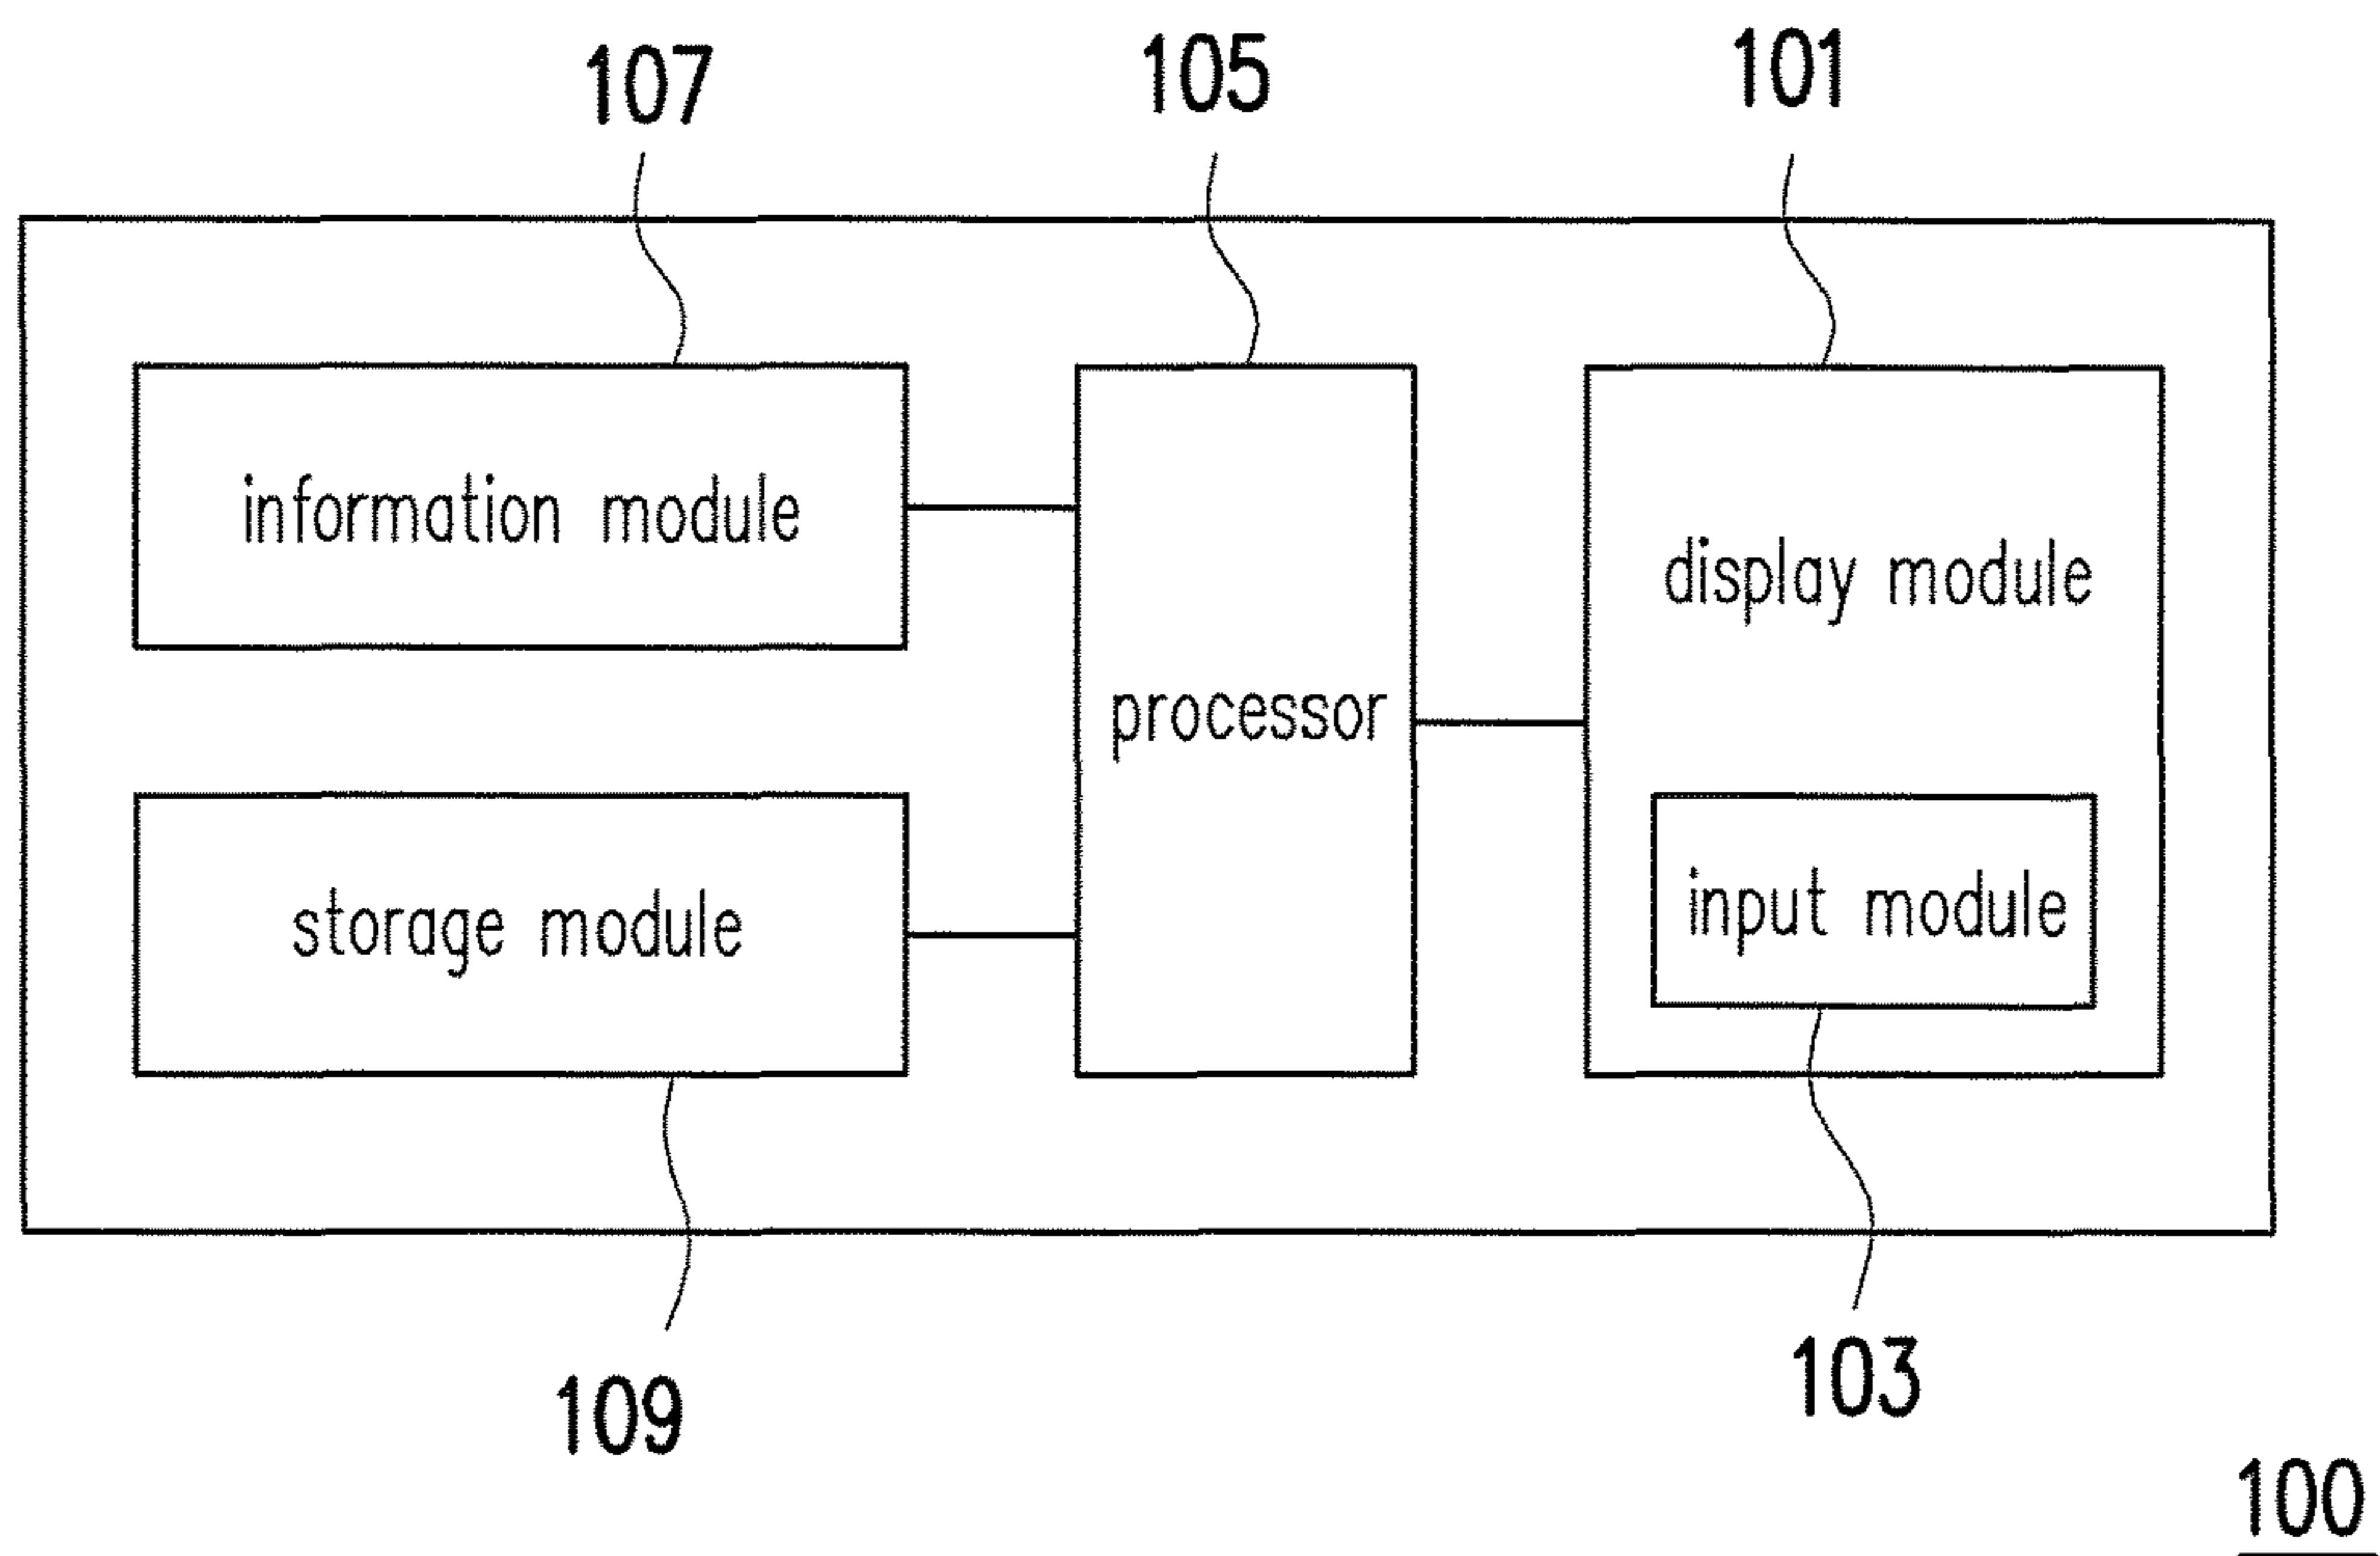 107
105
101
information module
display module
processor
input module
storage module
103
109
100